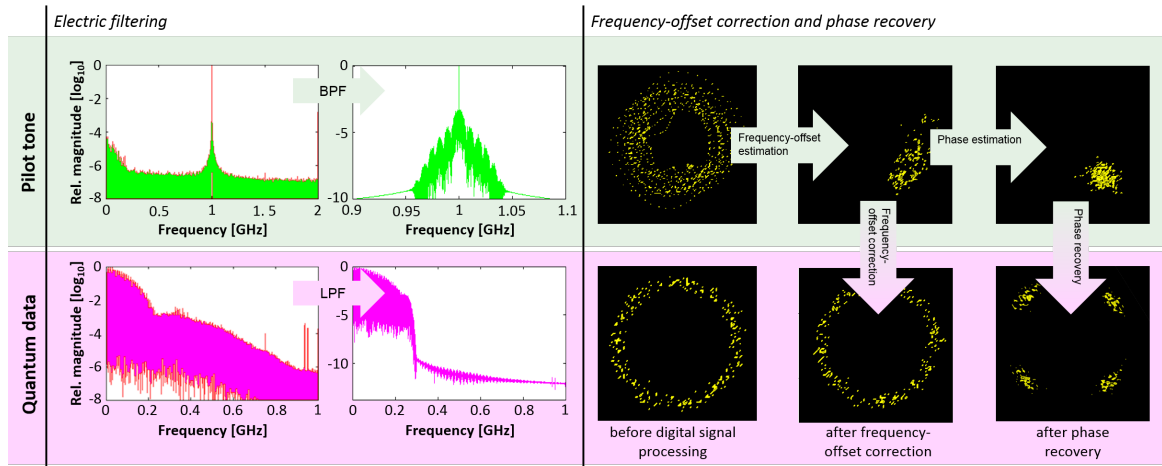 Electric filtering
Frequency-offset correction and phase recovery
Pilot tone
Rel. magnitude [log₁₀]
0
-2
-4
-6
-8
0 0.5 1 1.5 2
Frequency [GHz]
BPF
0
-5
-10
0.9 0.95 1 1.05 1.1
Frequency [GHz]
Frequency-offset
estimation
Phase estimation
Frequency-
offset correction
Phase recovery
Quantum data
Rel. magnitude [log₁₀]
0
-2
-4
-6
-8
0 0.2 0.4 0.6 0.8 1
Frequency [GHz]
LPF
0
-5
-10
0 0.2 0.4 0.6 0.8 1
Frequency [GHz]
before digital signal
processing
after frequency-
offset correction
after phase
recovery